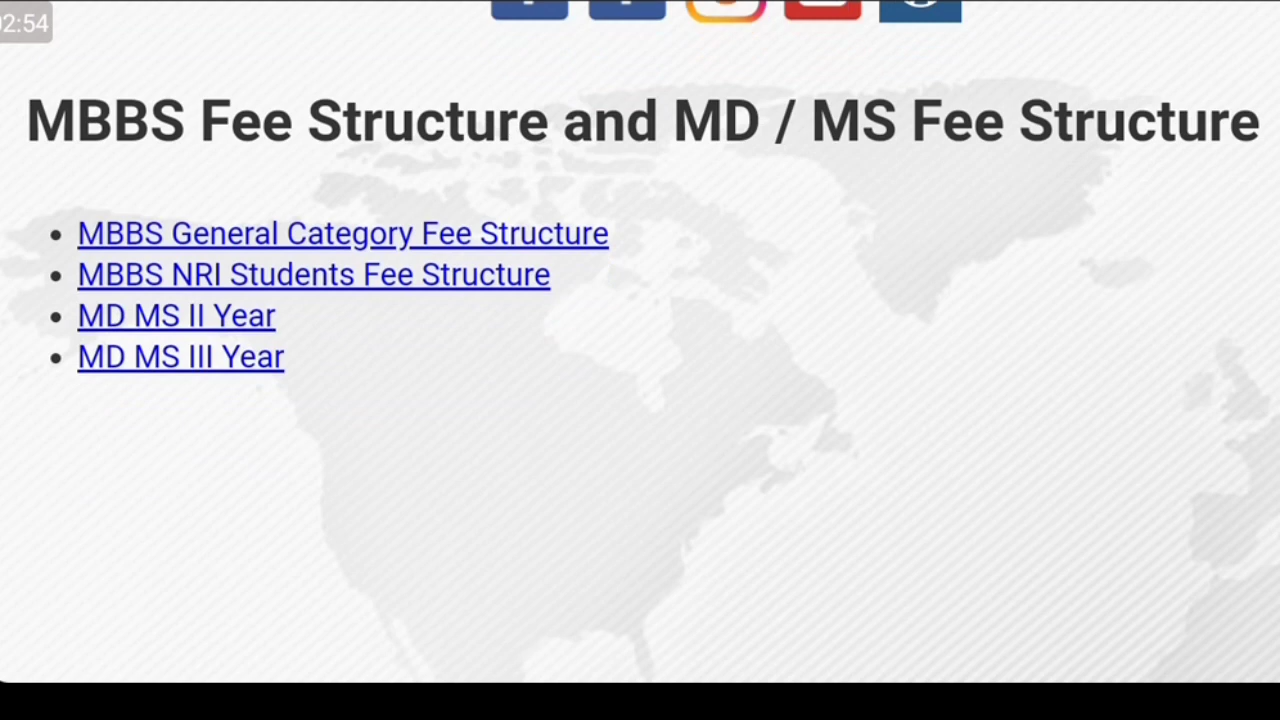 02:54
MBBS Fee Structure and MD / MS Fee Structure
MBBS General Category Fee Structure
MBBS NRI Students Fee Structure
MD MS II Year
MD MS III Year